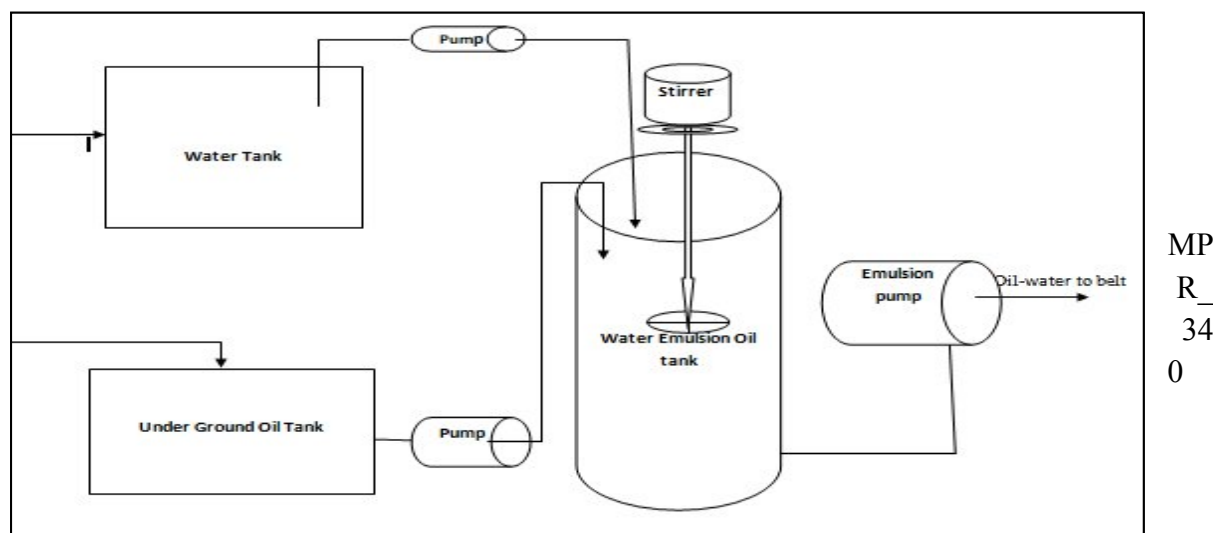 Pump
Stirrer
Water Tank
Emulsion
pump
Oil-water to belt
Water Emulsion Oil
tank
Under Ground Oil Tank
Pump
MP
R_
34
0